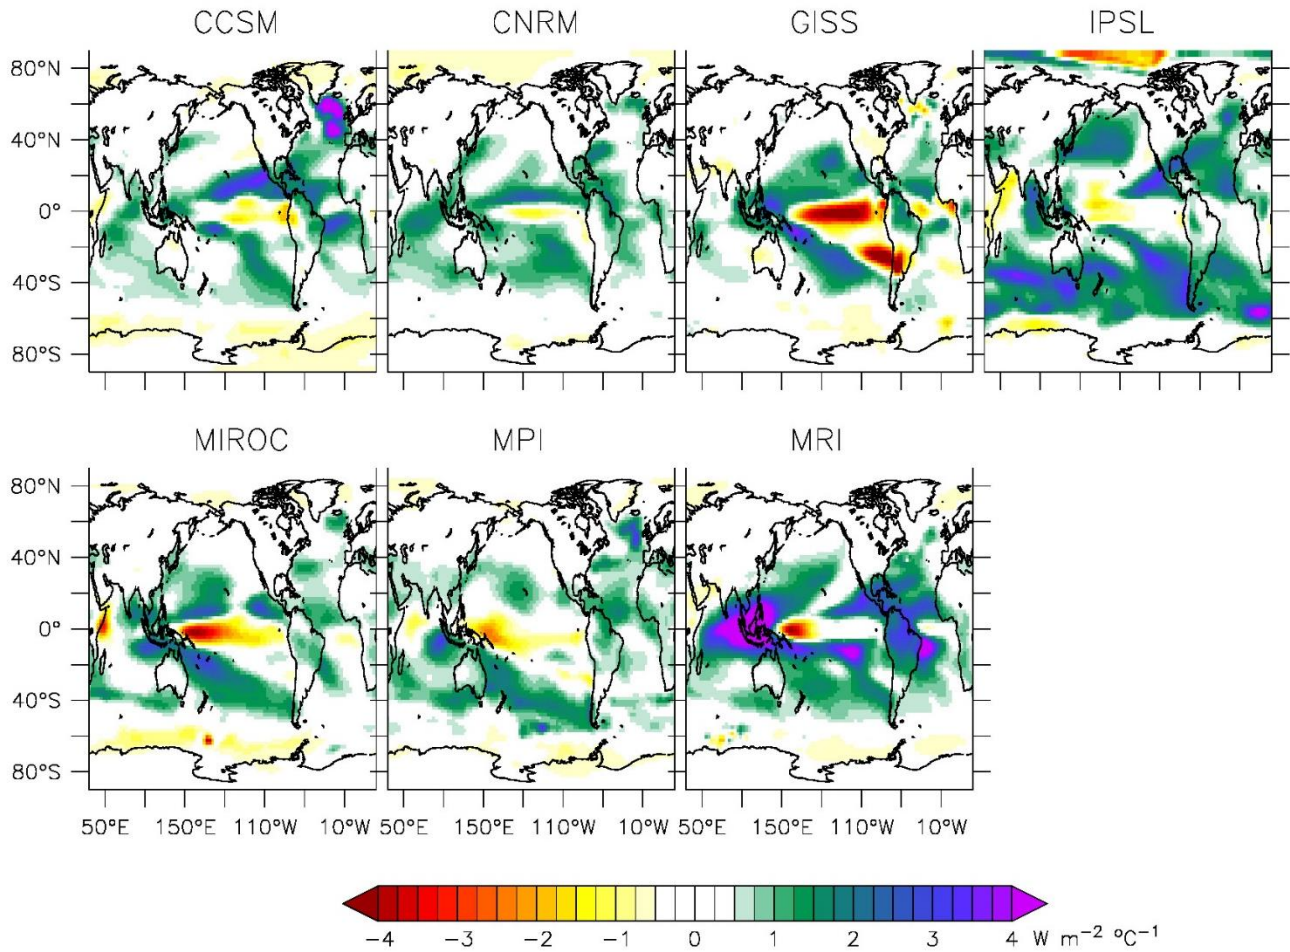 CCSM CNRM GISS IPSL
80°N
40°N
0°
40°S
80°S
MIROC MPI MRI
80°N
40°N
0°
40°S
80°S
50°E 150°E 110°W 10°W 50°E 150°E 110°W 10°W 50°E 150°E 110°W 10°W
−4 −3 −2 −1 0 1 2 3 4 W m−2 °C−1